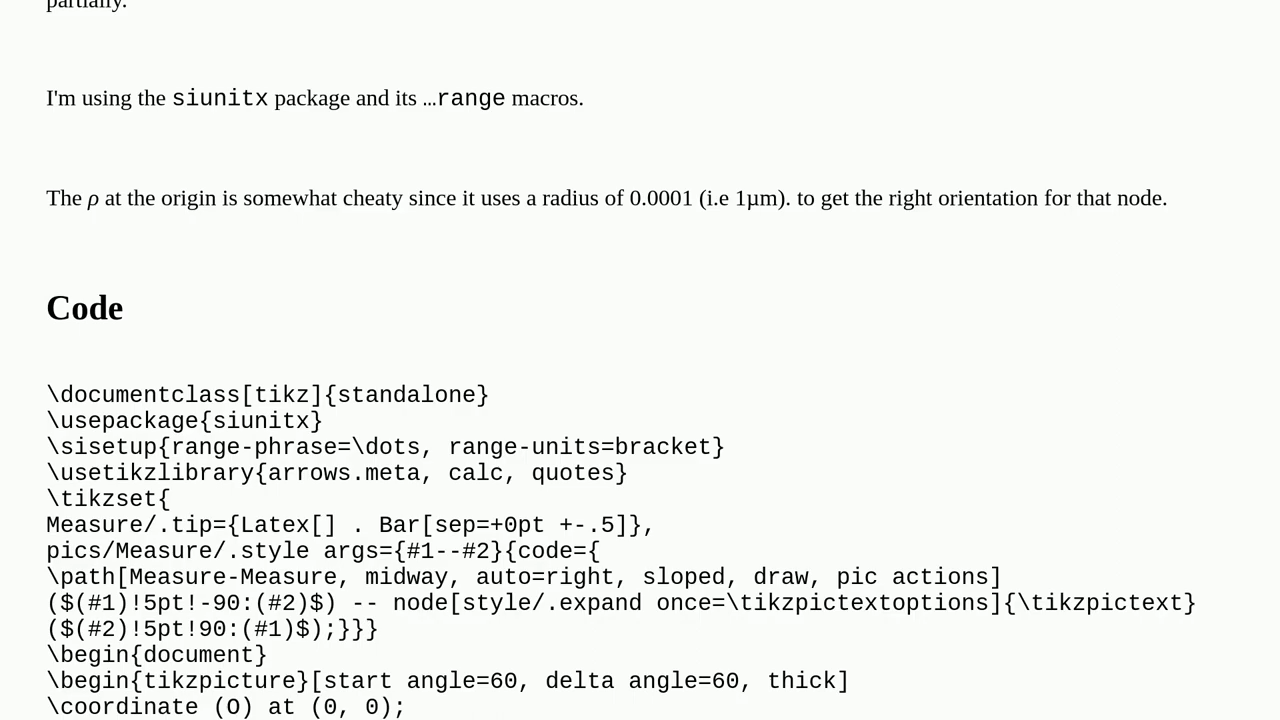 partially.
I'm using the siunitx package and its …range macros.
The ρ at the origin is somewhat cheaty since it uses a radius of 0.0001 (i.e 1µm). to get the right orientation for that node.
Code
\documentclass[tikz]{standalone}
\usepackage{siunitx}
\sisetup{range-phrase=\dots, range-units=bracket}
\usetikzlibrary{arrows.meta, calc, quotes}
\tikzset{
Measure/.tip={Latex[] . Bar[sep=+0pt +-.5]},
pics/Measure/.style args={#1--#2}{code={
\path[Measure-Measure, midway, auto=right, sloped, draw, pic actions]
($(#1)!5pt!-90:(#2)$) -- node[style/.expand once=\tikzpictextoptions]{\tikzpictext}
($(#2)!5pt!90:(#1)$);}}}
\begin{document}
\begin{tikzpicture}[start angle=60, delta angle=60, thick]
\coordinate (O) at (0, 0);